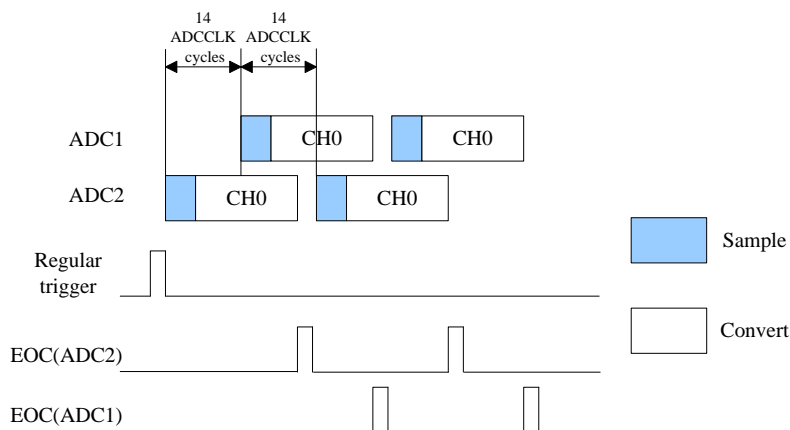 14
ADCCLK
cycles
14
ADCCLK
cycles
ADC1
CH0
CH0
ADC2
CH0
CH0
Sample
Regular
trigger
Convert
EOC(ADC2)
EOC(ADC1)